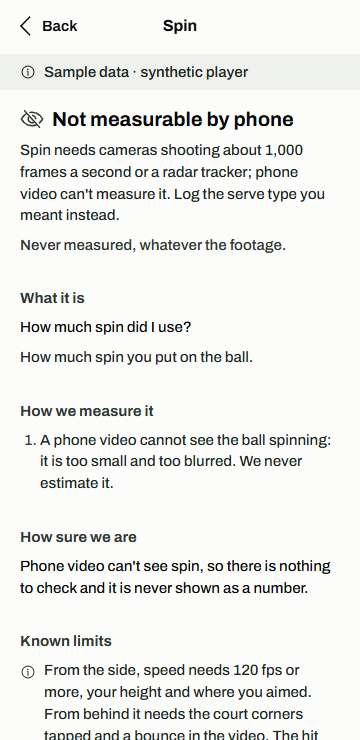 Back
Spin
Sample data · synthetic player
Not measurable by phone
Spin needs cameras shooting about 1,000
frames a second or a radar tracker; phone
video can't measure it. Log the serve type you
meant instead.
Never measured, whatever the footage.
What it is
How much spin did I use?
How much spin you put on the ball.
How we measure it
1. A phone video cannot see the ball spinning:
it is too small and too blurred. We never
estimate it.
How sure we are
Phone video can't see spin, so there is nothing
to check and it is never shown as a number.
Known limits
From the side, speed needs 120 fps or
more, your height and where you aimed.
From behind it needs the court corners
tapped and a bounce in the video. The hit